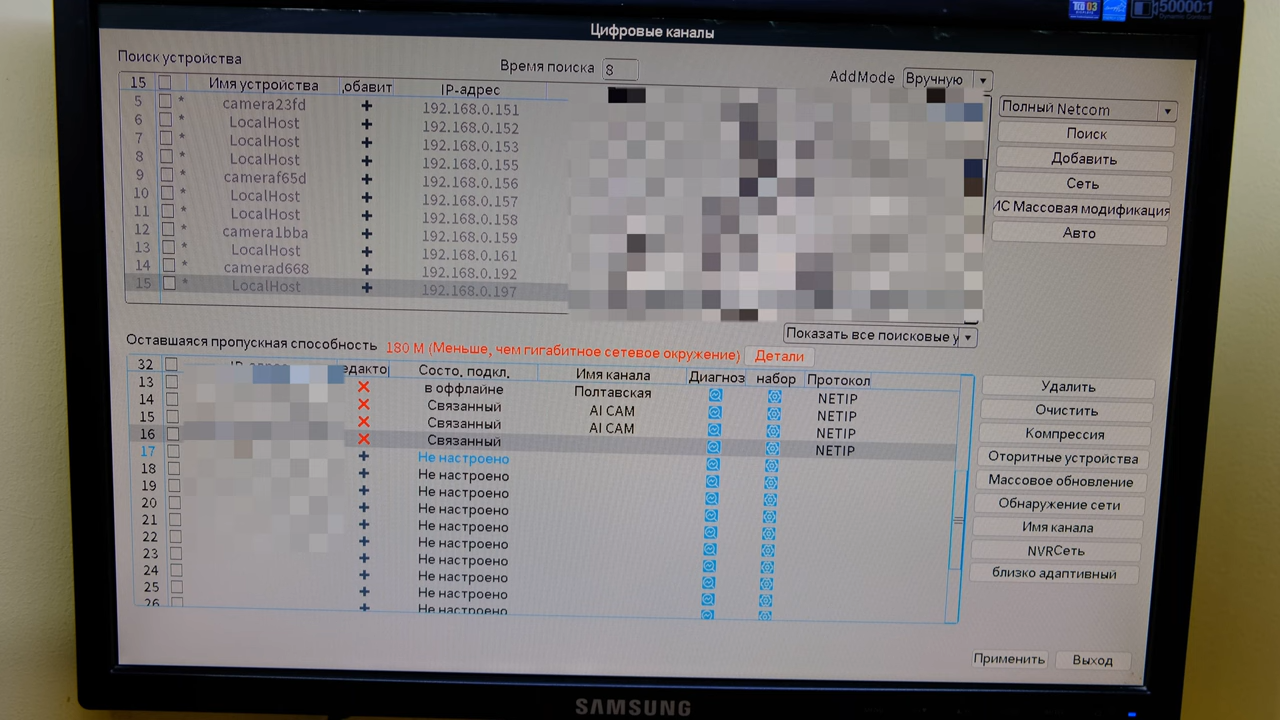 TCO 03
50000:1
Цифровые каналы
Поиск устройства
Время поиска 8
AddMode Вручную
15 Имя устройства обавит IP-адрес
5 * camera23fd + 192.168.0.151
6 * LocalHost + 192.168.0.152
7 * LocalHost + 192.168.0.153
8 * LocalHost + 192.168.0.155
9 * cameraf65d + 192.168.0.156
10 * LocalHost + 192.168.0.157
11 * LocalHost + 192.168.0.158
12 * camera1bba + 192.168.0.159
13 * LocalHost + 192.168.0.161
14 * camerad668 + 192.168.0.192
15 * LocalHost + 192.168.0.197
Полный Netcom
Поиск
Добавить
Сеть
ИС Массовая модификация
Авто
Показать все поисковые у
Оставшаяся пропускная способность 180 M (Меньше, чем гигабитное сетевое окружение) Детали
32 едакто Состо. подкл. Имя канала Диагноз набор Протокол
13 в оффлайне Полтавская NETIP
14 Связанный AI CAM NETIP
15 Связанный AI CAM NETIP
16 Связанный NETIP
17 + Не настроено
18 + Не настроено
19 + Не настроено
20 + Не настроено
21 + Не настроено
22 + Не настроено
23 + Не настроено
24 + Не настроено
25 + Не настроено
26 + Не настроено
Удалить
Очистить
Компрессия
Оторитные устройства
Массовое обновление
Обнаружение сети
Имя канала
NVRСеть
близко адаптивный
Применить
Выход
SAMSUNG